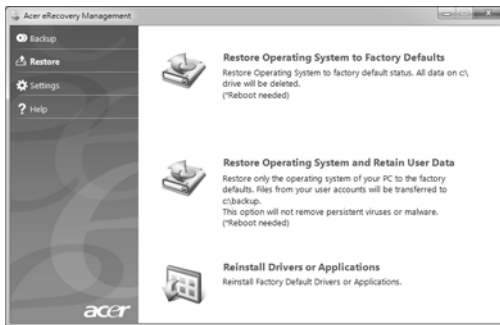 Acer eRecovery Management
Backup
Restore
Settings
Help
Restore Operating System to Factory Defaults
Restore Operating System to factory default status. All data on c:\
drive will be deleted.
(*Reboot needed)
Restore Operating System and Retain User Data
Restore only the operating system of your PC to the factory
defaults. Files from your user accounts will be transferred to
c:\backup.
This option will not remove persistent viruses or malware.
(*Reboot needed)
Reinstall Drivers or Applications
Reinstall Factory Default Drivers or Applications.
acer